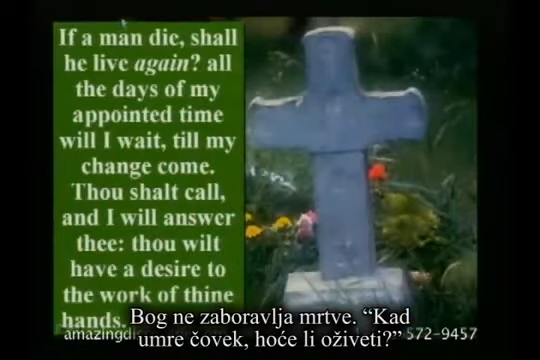 If a man die, shall
he live again? all
the days of my
appointed time
will I wait, till my
change come.
Thou shalt call,
and I will answer
thee: thou wilt
have a desire to
the work of thine
hands.
Bog ne zaboravlja mrtve. “Kad
umre čovek, hoće li oživeti?”
amazingdi
572-9457